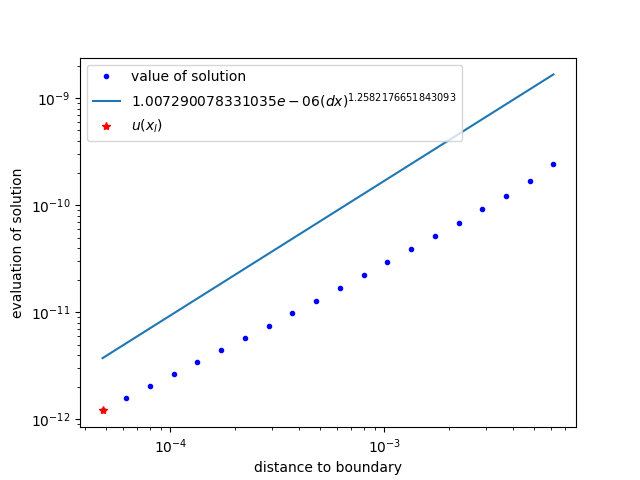 value of solution
1.007290078331035e − 06(dx)^1.2582176651843093
u(x_l)
10^-9
10^-10
10^-11
10^-12
evaluation of solution
10^-4
10^-3
distance to boundary